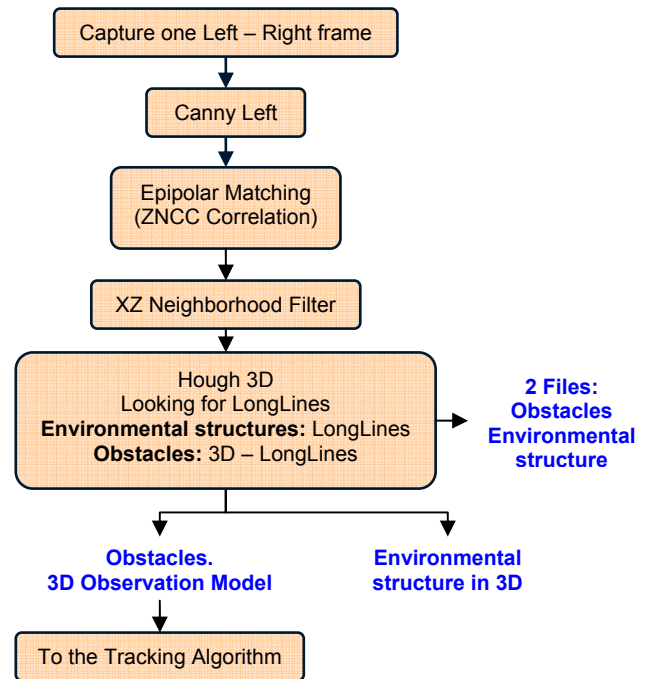 Capture one Left – Right frame
Canny Left
Epipolar Matching
(ZNCC Correlation)
XZ Neighborhood Filter
Hough 3D
Looking for LongLines
Environmental structures: LongLines
Obstacles: 3D – LongLines
2 Files:
Obstacles
Environmental
structure
Obstacles.
3D Observation Model
Environmental
structure in 3D
To the Tracking Algorithm